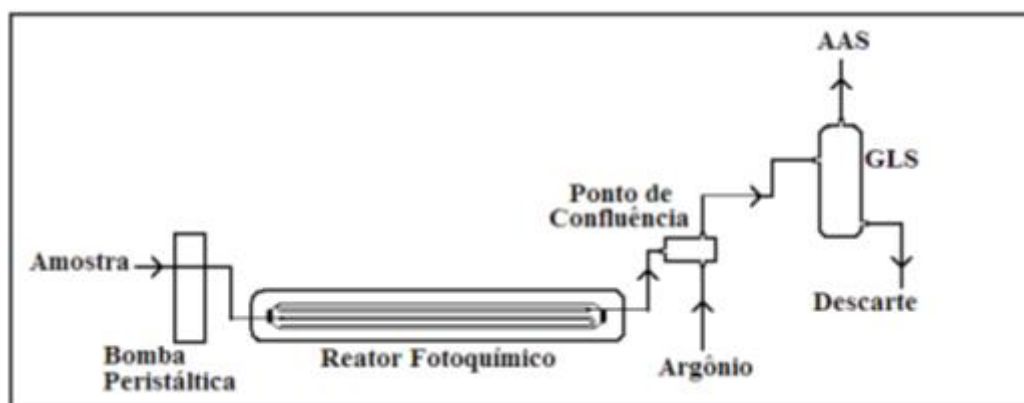 AAS
GLS
Ponto de
Confluência
Amostra
Descarte
Bomba
Peristáltica
Reator Fotoquímico
Argônio